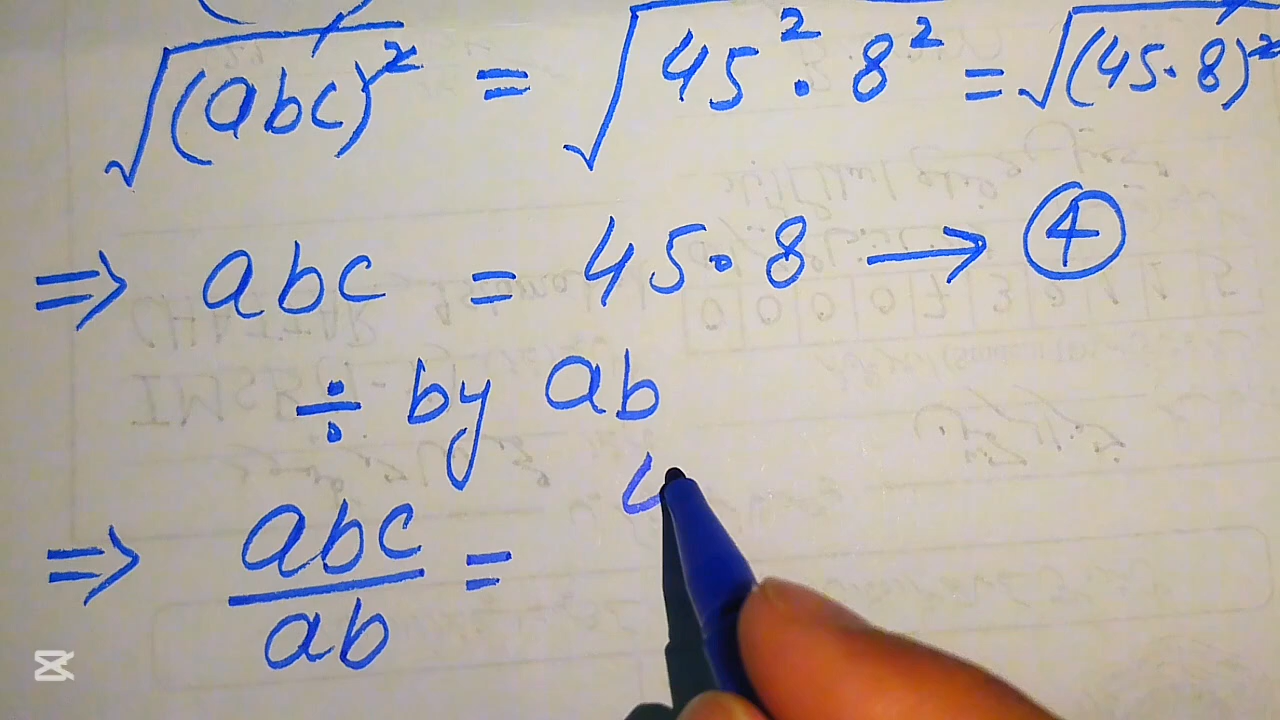 √(abc)² = √45² · 8² = √(45·8)²
⇒ abc = 45·8 → ④
÷ by ab
⇒ abc/ab =